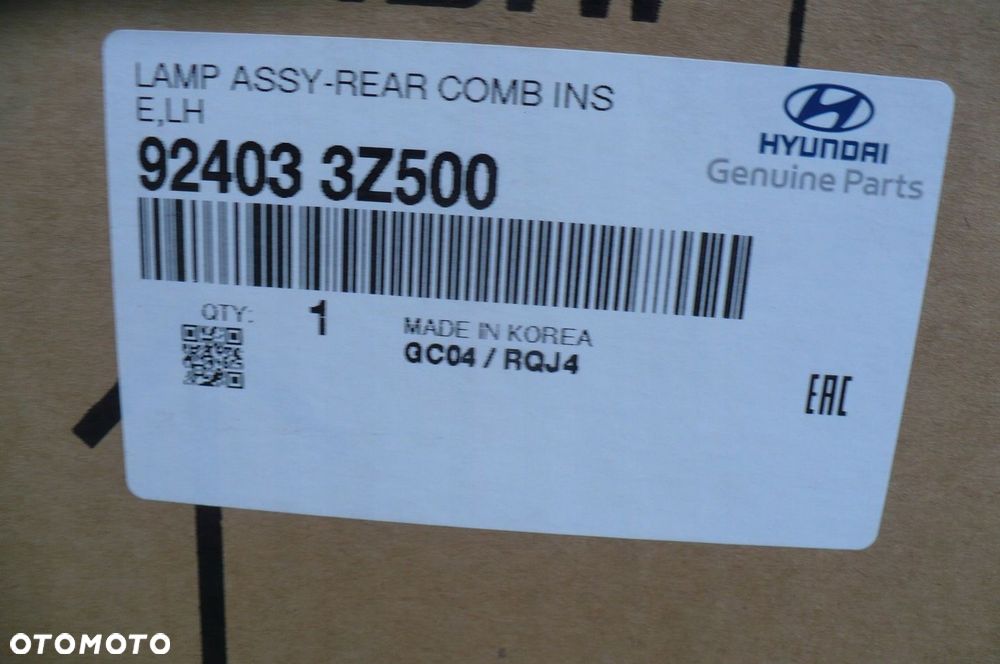 LAMP ASSY-REAR COMB INS
E,LH
92403 3Z500
HYUNDAI
Genuine Parts
QTY: 1
MADE IN KOREA
GC04 / RQJ4
EAC
OTOMOTO